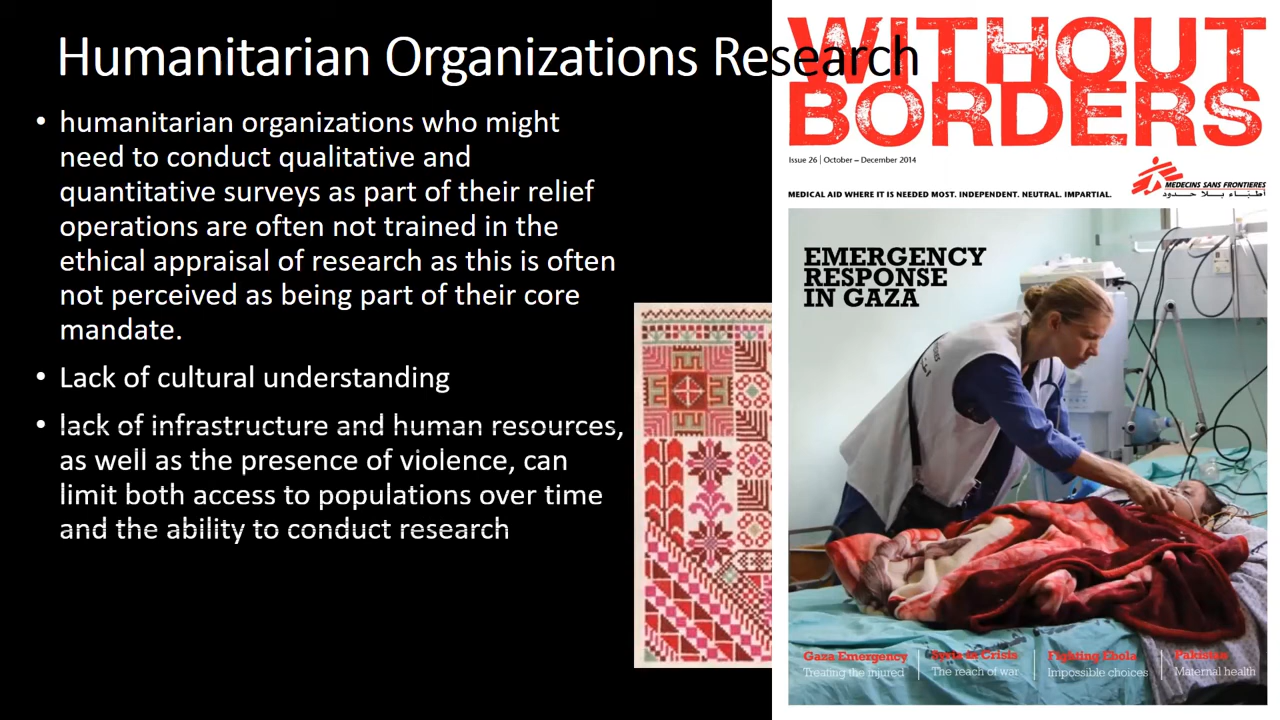 Humanitarian Organizations Research
• humanitarian organizations who might
need to conduct qualitative and
quantitative surveys as part of their relief
operations are often not trained in the
ethical appraisal of research as this is often
not perceived as being part of their core
mandate.
• Lack of cultural understanding
• lack of infrastructure and human resources,
as well as the presence of violence, can
limit both access to populations over time
and the ability to conduct research
WITHOUT
BORDERS
Issue 26 | October – December 2014
MEDICAL AID WHERE IT IS NEEDED MOST. INDEPENDENT. NEUTRAL. IMPARTIAL.
MEDECINS SANS FRONTIERES
أطباء بلا حدود
EMERGENCY
RESPONSE
IN GAZA
Gaza Emergency
Treating the injured
Syria in Crisis
The reach of war
Fighting Ebola
Impossible choices
Pakistan
Maternal health